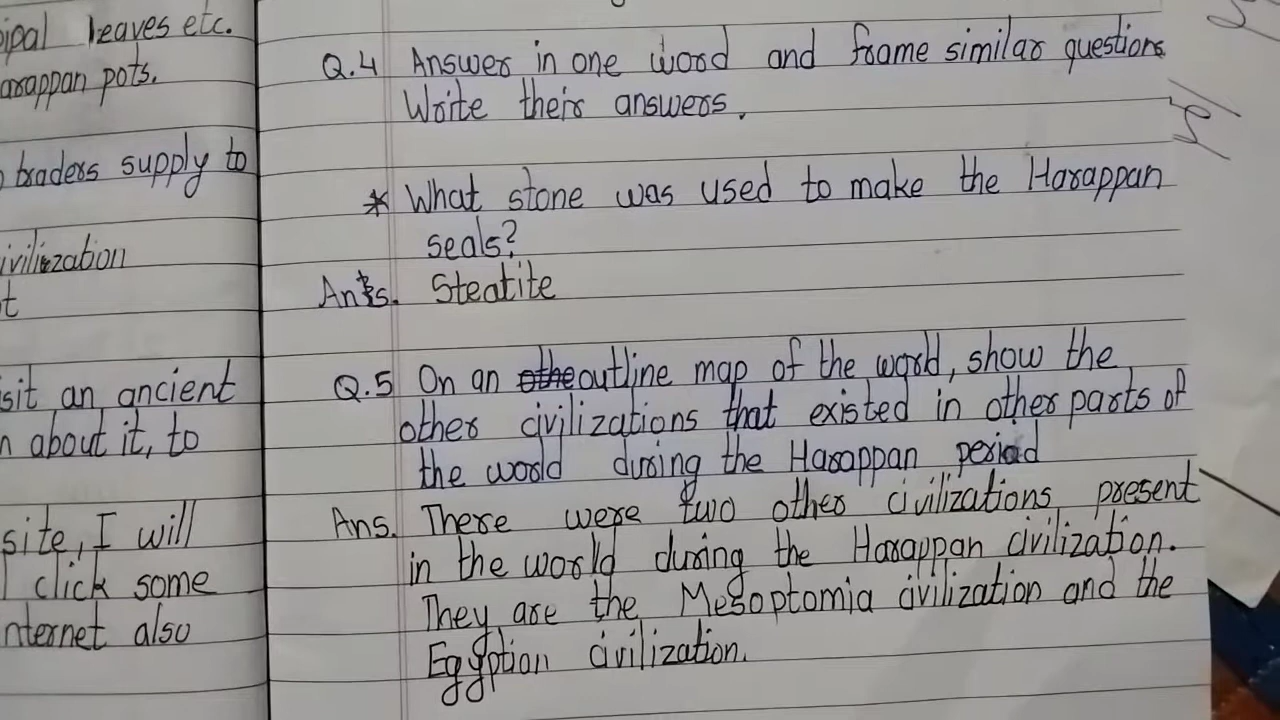 ipal leaves etc.
arappan pots.
traders supply to
ivilization
t
sit an ancient
n about it, to
site, I will
click some
nternet also
Q.4 Answer in one word and frame similar questions.
Write their answers.
* What stone was used to make the Harappan
seals?
Ans. Steatite
Q.5 On an outline map of the world, show the
other civilizations that existed in other parts of
the world during the Harappan period
Ans. There were two other civilizations present
in the world during the Harappan civilization.
They are the Mesoptomia civilization and the
Egyption civilization.